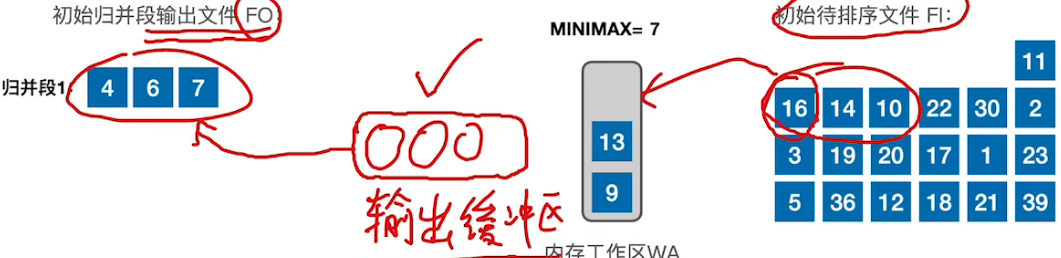 初始归并段输出文件 FO:
初始待排序文件 FI:
MINIMAX= 7
11
归并段1:
4 6 7
16 14 10 22 30 2
13
3 19 20 17 1 23
9
5 36 12 18 21 39
输出缓冲区
内存工作区WA